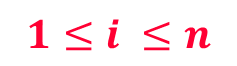 1 ≤ i ≤ n